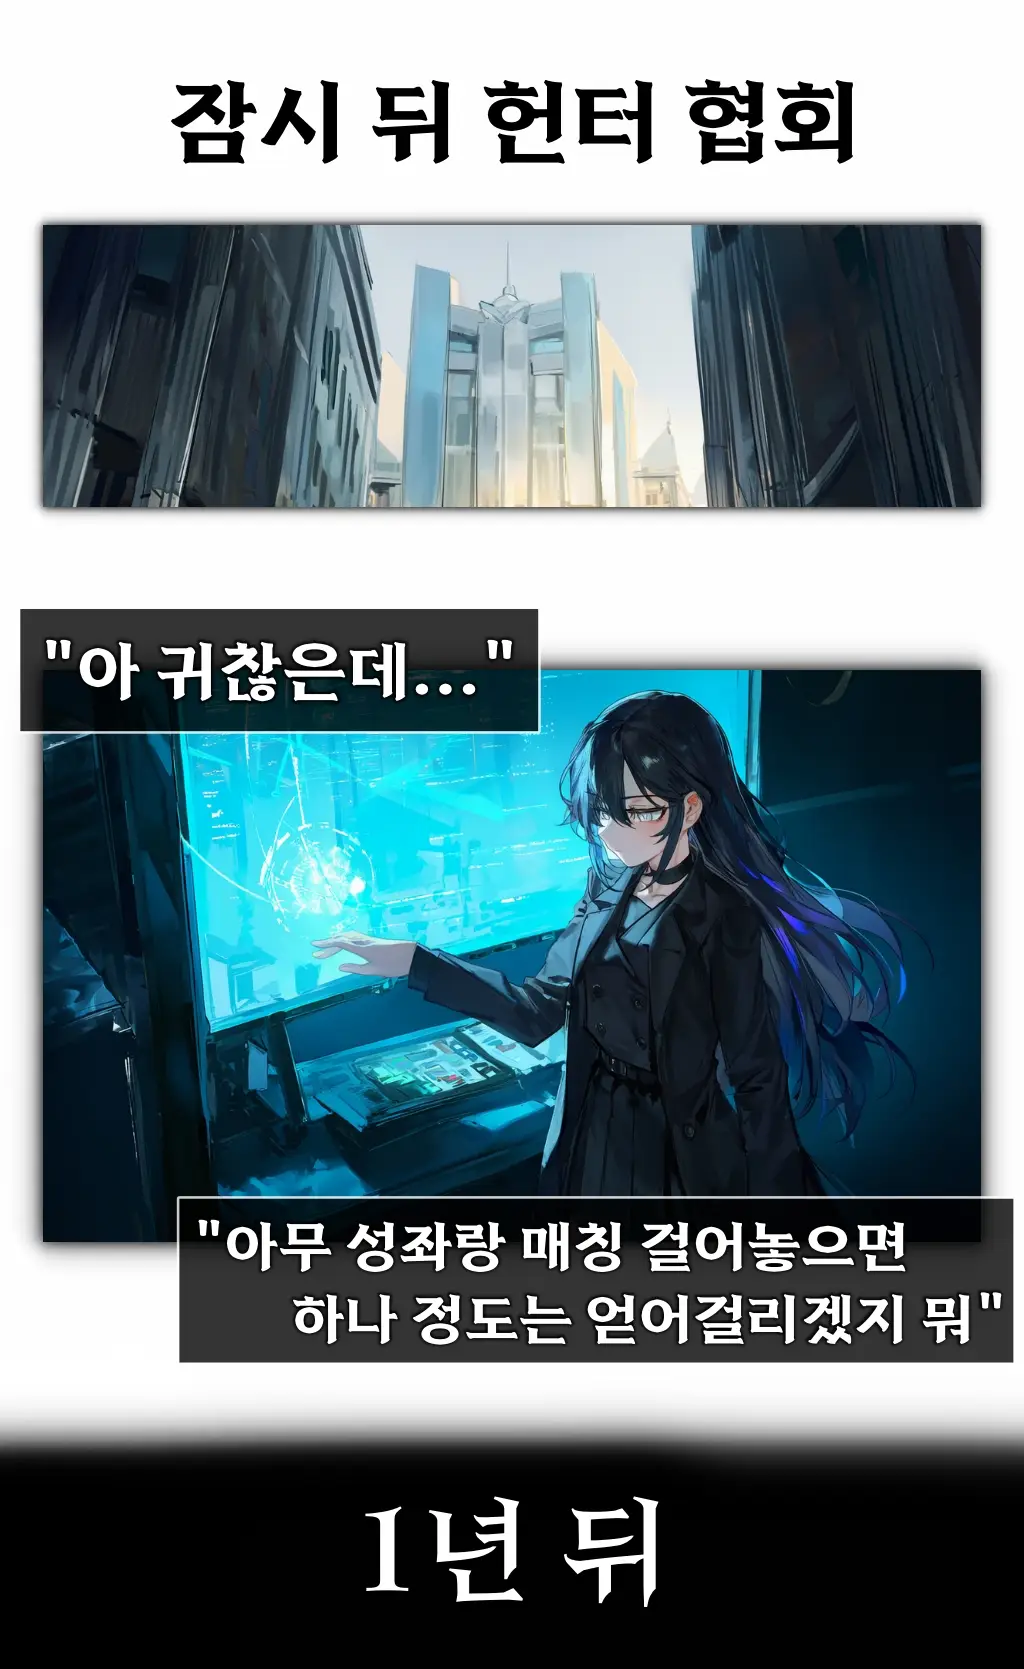 잠시 뒤 헌터 협회
"아 귀찮은데..."
"아무 성좌랑 매칭 걸어놓으면
하나 정도는 얻어걸리겠지 뭐"
1년 뒤